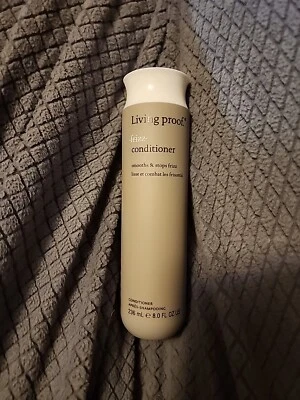 Living proof®
frizz
conditioner
smooths & stops frizz
lisse et combat les frisottis
CONDITIONER
APRÈS-SHAMPOOING
236 mL ℮ 8.0 FL OZ US